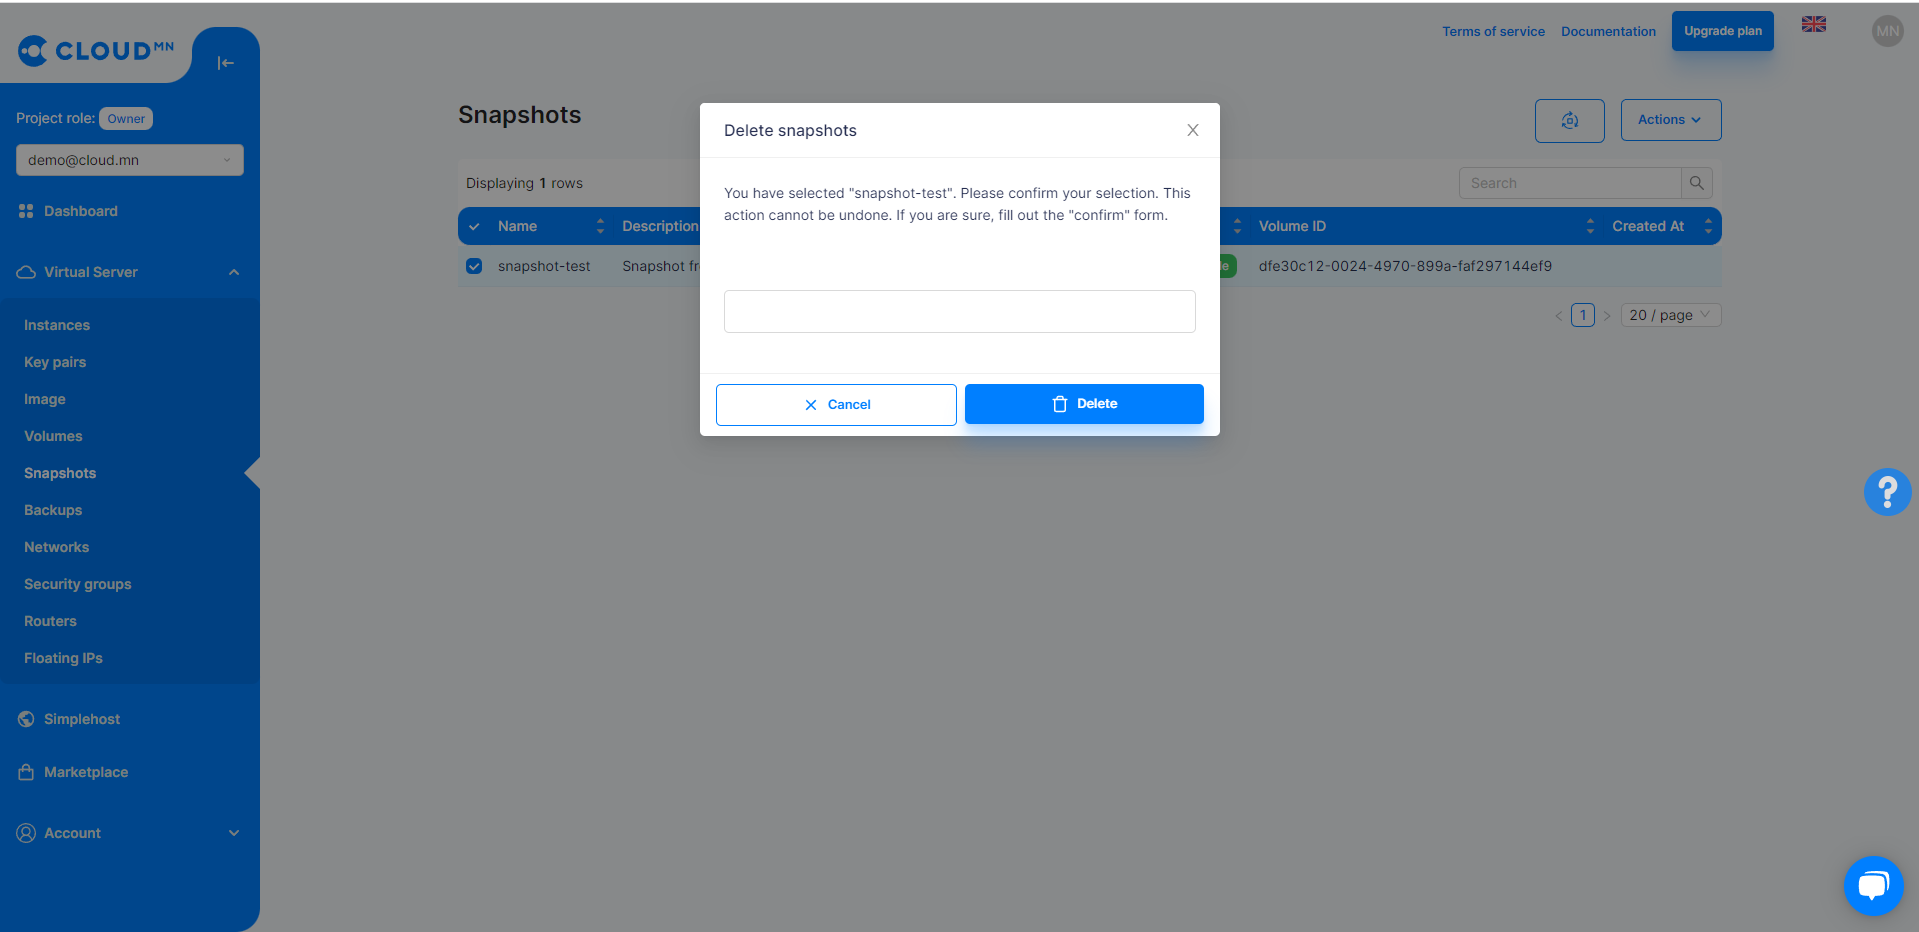 CLOUDMN
Project role: Owner
demo@cloud.mn
Dashboard
Virtual Server
Instances
Key pairs
Image
Volumes
Snapshots
Backups
Networks
Security groups
Routers
Floating IPs
Simplehost
Marketplace
Account
Terms of service Documentation Upgrade plan MN
Snapshots
Actions
Displaying 1 rows
Search
Name Description Volume ID Created At
snapshot-test Snapshot dfe30c12-0024-4970-899a-faf297144ef9
1 20 / page
Delete snapshots
You have selected "snapshot-test". Please confirm your selection. This
action cannot be undone. If you are sure, fill out the "confirm" form.
Cancel Delete